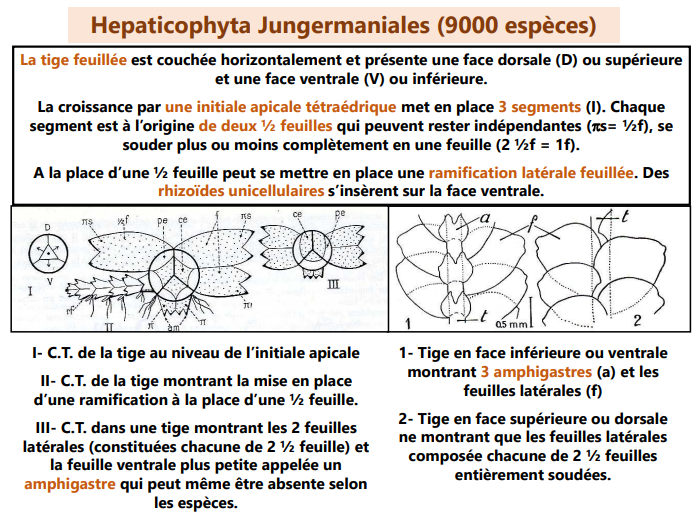 Hepaticophyta Jungermaniales (9000 espèces)
La tige feuillée est couchée horizontalement et présente une face dorsale (D) ou supérieure
et une face ventrale (V) ou inférieure.
La croissance par une initiale apicale tétraédrique met en place 3 segments (I). Chaque
segment est à l'origine de deux ½ feuilles qui peuvent rester indépendantes (πs= ½f), se
souder plus ou moins complètement en une feuille (2 ½f = 1f).
A la place d'une ½ feuille peut se mettre en place une ramification latérale feuillée. Des
rhizoïdes unicellulaires s'insèrent sur la face ventrale.
D
V
I
πs ½f pe ce f πs
rf
II
π am π πi
ce pe
III
a
f
t
1
t
0.5 mm
2
I- C.T. de la tige au niveau de l'initiale apicale
II- C.T. de la tige montrant la mise en place
d'une ramification à la place d'une ½ feuille.
III- C.T. dans une tige montrant les 2 feuilles
latérales (constituées chacune de 2 ½ feuille) et
la feuille ventrale plus petite appelée un
amphigastre qui peut même être absente selon
les espèces.
1- Tige en face inférieure ou ventrale
montrant 3 amphigastres (a) et les
feuilles latérales (f)
2- Tige en face supérieure ou dorsale
ne montrant que les feuilles latérales
composée chacune de 2 ½ feuilles
entièrement soudées.